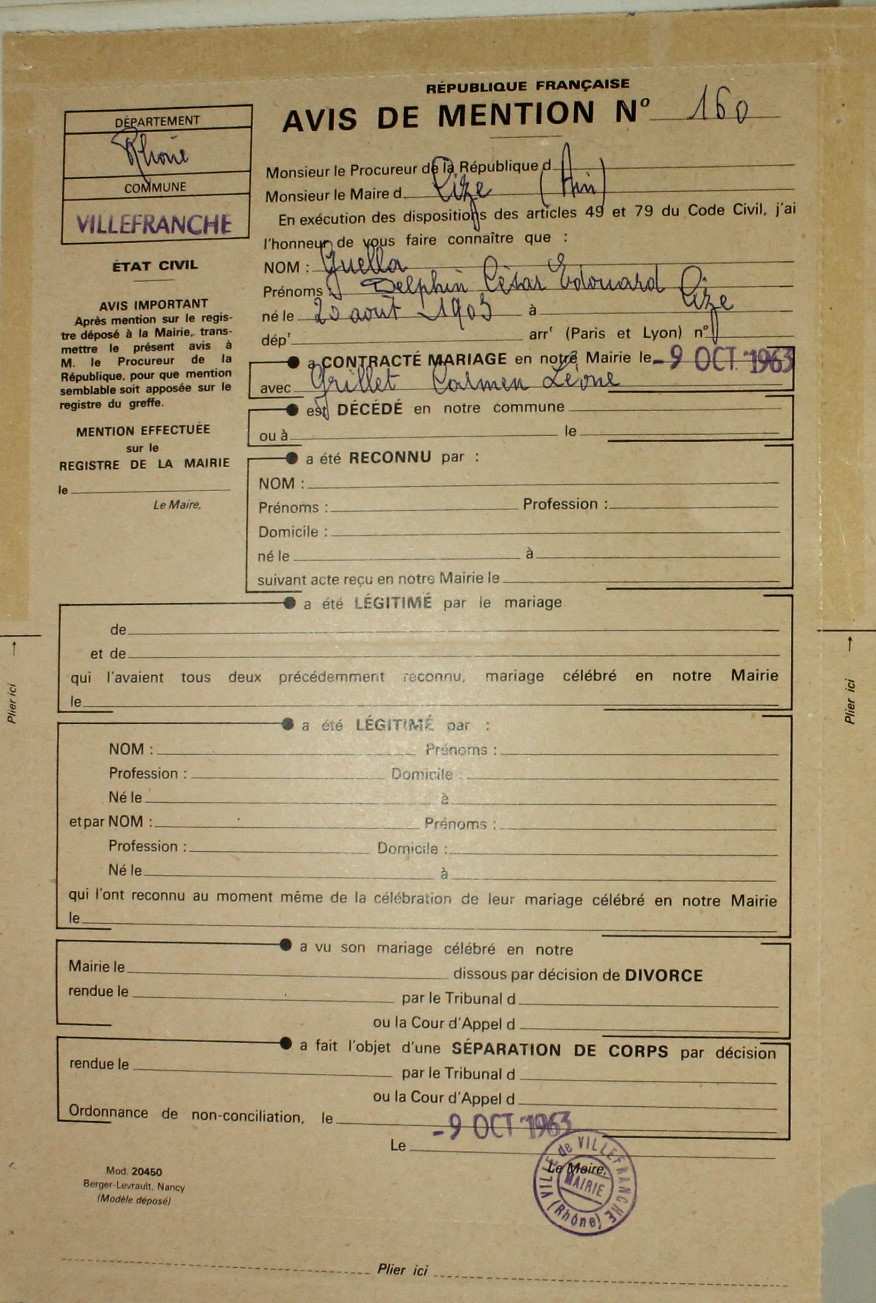 RÉPUBLIQUE FRANÇAISE
AVIS DE MENTION Nº 160
DÉPARTEMENT
Rhône
COMMUNE
VILLEFRANCHE
ÉTAT CIVIL
AVIS IMPORTANT
Après mention sur le regis-
tre déposé à la Mairie, trans-
mettre le présent avis à
M. le Procureur de la
République, pour que mention
semblable soit apposée sur le
registre du greffe.
MENTION EFFECTUÉE
sur le
REGISTRE DE LA MAIRIE
le
Le Maire,
Monsieur le Procureur de la République d
Monsieur le Maire d Pize (Ain)
En exécution des dispositions des articles 49 et 79 du Code Civil, j'ai
l'honneur de vous faire connaître que :
NOM : Guella
Prénoms : Delphin César Edouard
né le 20 août 1903 à Pize
dépʳ arrᵗ (Paris et Lyon) nº
a CONTRACTÉ MARIAGE en notre Mairie le -9 OCT 1963
avec Grillet Carmen Léone
est DÉCÉDÉ en notre commune
ou à le
a été RECONNU par :
NOM :
Prénoms : Profession :
Domicile :
né le à
suivant acte reçu en notre Mairie le
a été LÉGITIMÉ par le mariage
de
et de
qui l'avaient tous deux précédemment reconnu, mariage célébré en notre Mairie
le
a été LÉGITIMÉ par :
NOM : Prénoms :
Profession : Domicile :
Né le à
et par NOM : Prénoms :
Profession : Domicile :
Né le à
qui l'ont reconnu au moment même de la célébration de leur mariage célébré en notre Mairie
le
a vu son mariage célébré en notre
Mairie le dissous par décision de DIVORCE
rendue le par le Tribunal d
ou la Cour d'Appel d
a fait l'objet d'une SÉPARATION DE CORPS par décision
rendue le par le Tribunal d
ou la Cour d'Appel d
Ordonnance de non-conciliation, le
Le -9 OCT 1963
Le Maire,
VILLE de VILLEFRANCHE
MAIRIE
(Rhône)
Mod. 20450
Berger-Levrault, Nancy
(Modèle déposé)
Plier ici
Plier ici
Plier ici